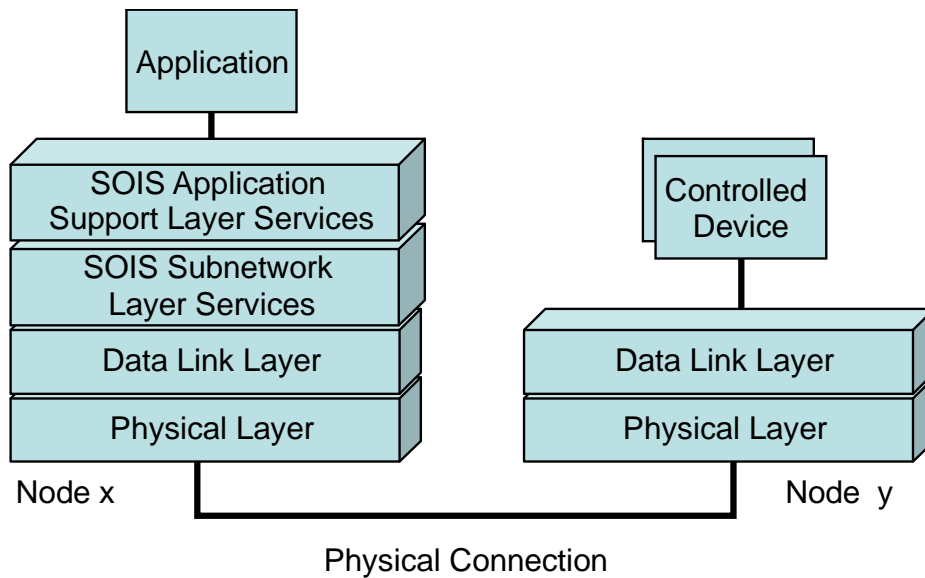 Application
SOIS Application
Support Layer Services
SOIS Subnetwork
Layer Services
Data Link Layer
Physical Layer
Node x
Controlled
Device
Data Link Layer
Physical Layer
Node y
Physical Connection